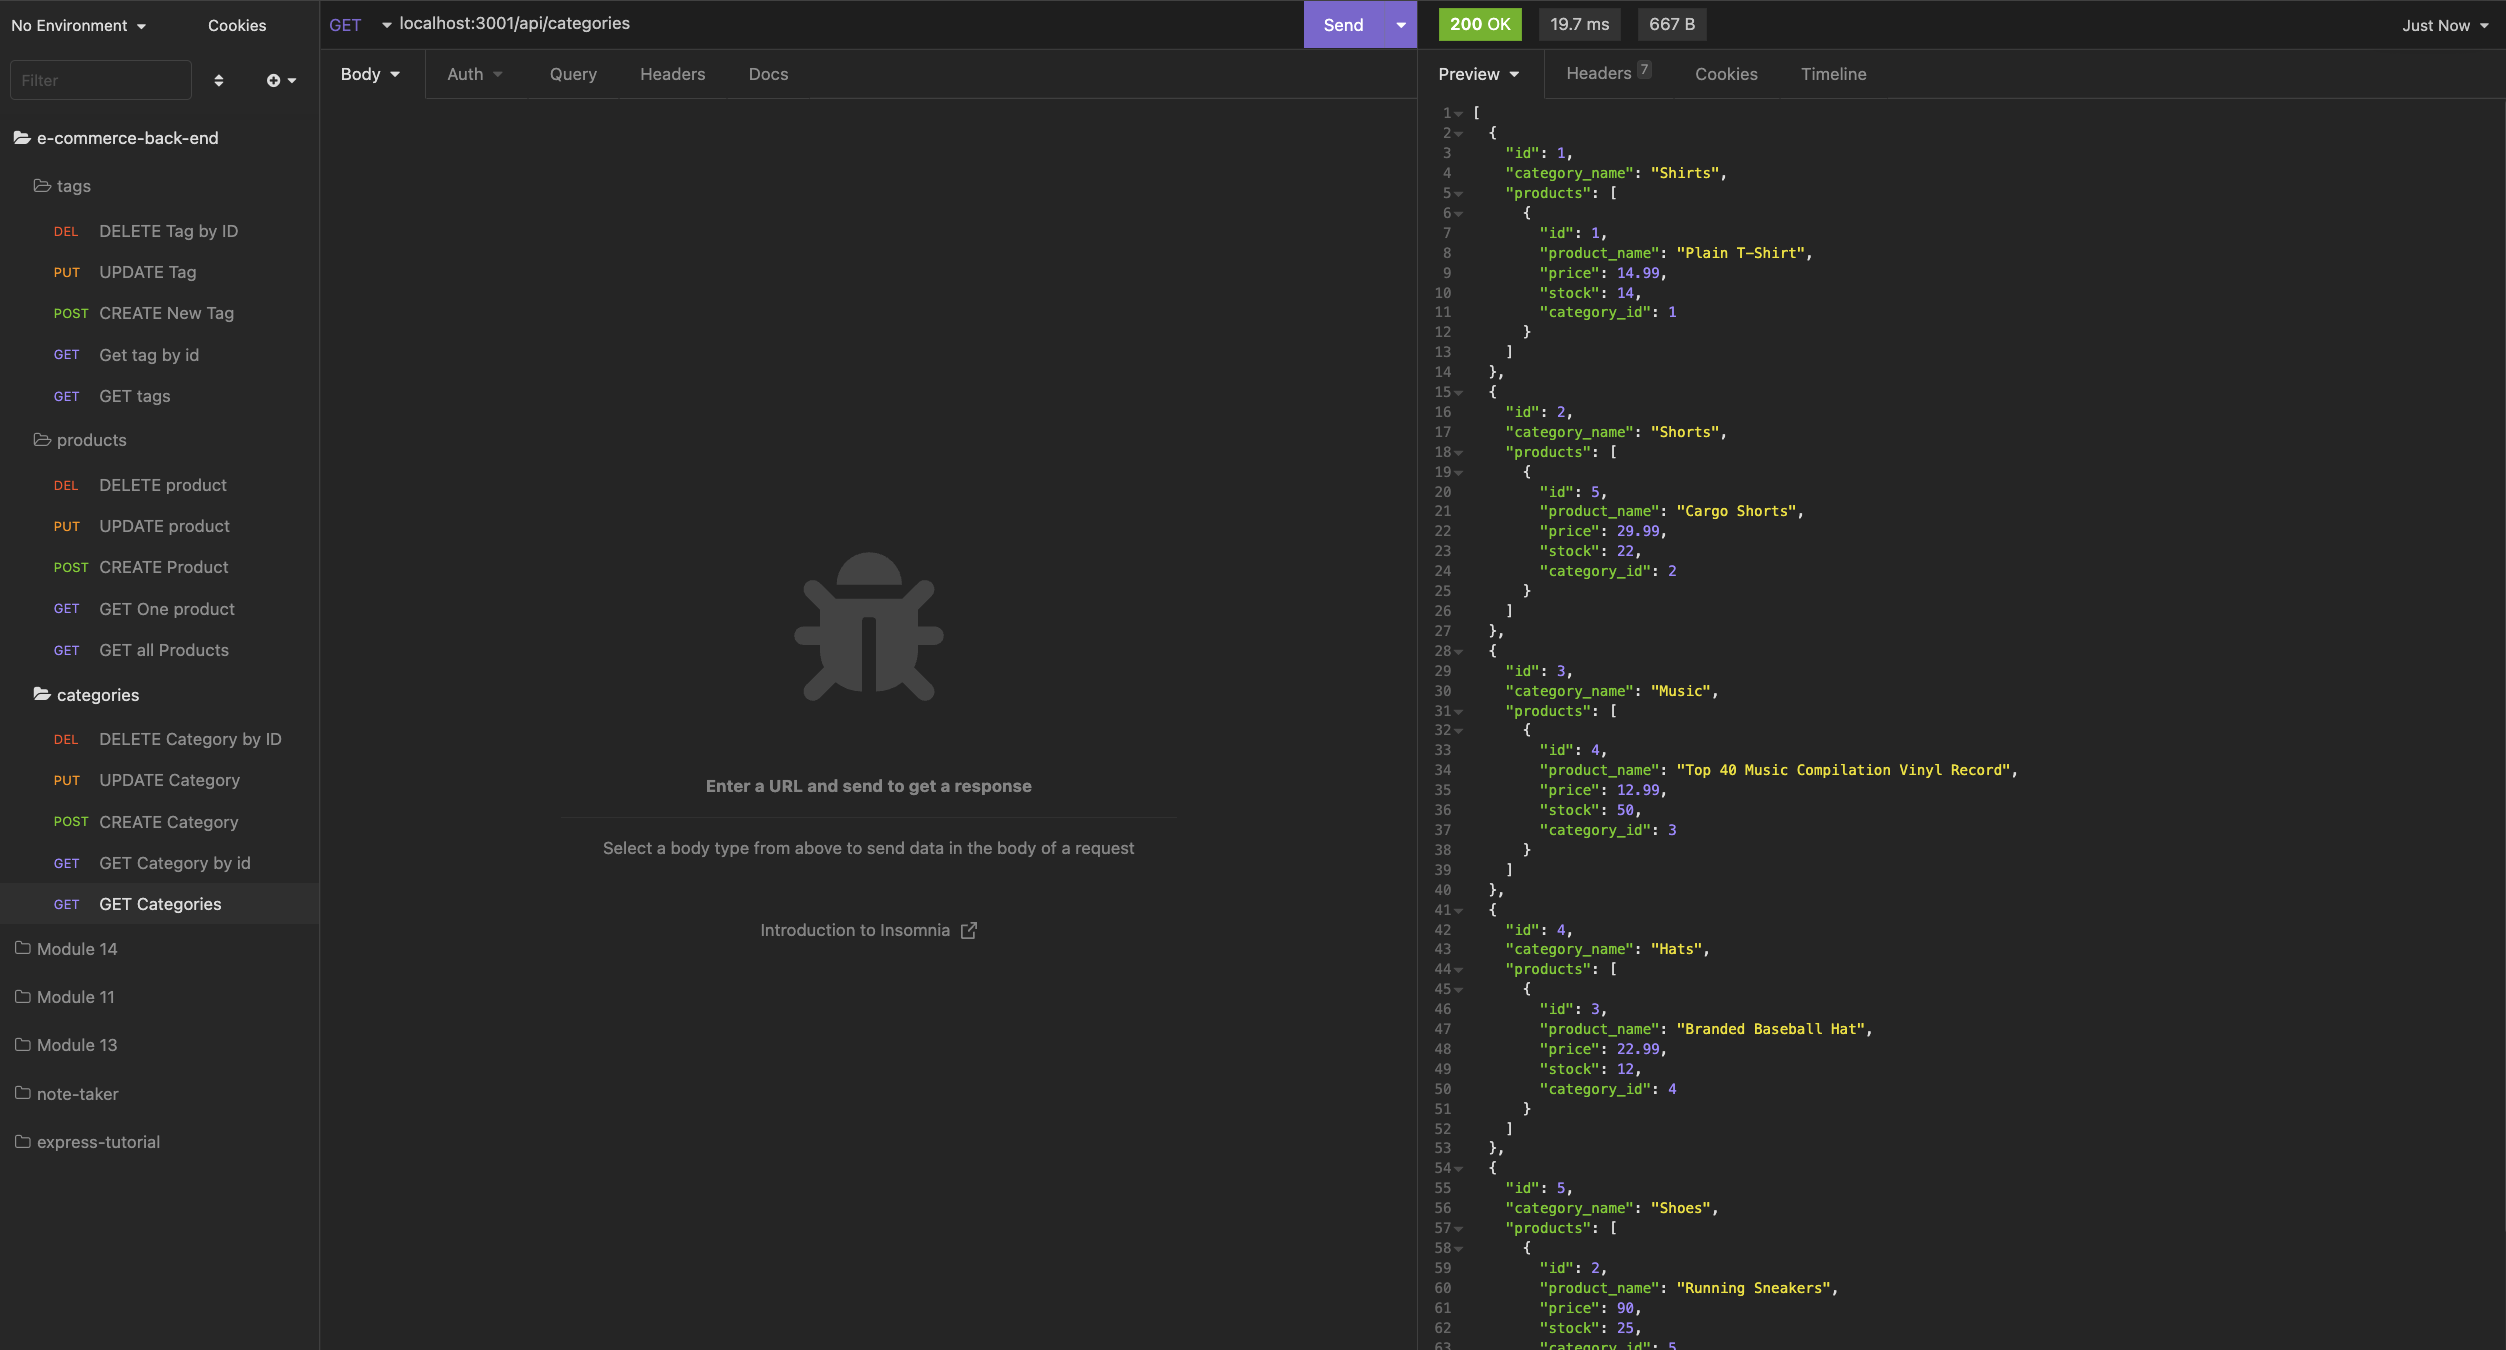 No Environment
Cookies
Filter
e-commerce-back-end
tags
DEL DELETE Tag by ID
PUT UPDATE Tag
POST CREATE New Tag
GET Get tag by id
GET GET tags
products
DEL DELETE product
PUT UPDATE product
POST CREATE Product
GET GET One product
GET GET all Products
categories
DEL DELETE Category by ID
PUT UPDATE Category
POST CREATE Category
GET GET Category by id
GET GET Categories
Module 14
Module 11
Module 13
note-taker
express-tutorial
GET localhost:3001/api/categories
Send
Body Auth Query Headers Docs
Enter a URL and send to get a response
Select a body type from above to send data in the body of a request
Introduction to Insomnia
200 OK 19.7 ms 667 B Just Now
Preview Headers 7 Cookies Timeline
1 [
2 {
3 "id": 1,
4 "category_name": "Shirts",
5 "products": [
6 {
7 "id": 1,
8 "product_name": "Plain T-Shirt",
9 "price": 14.99,
10 "stock": 14,
11 "category_id": 1
12 }
13 ]
14 },
15 {
16 "id": 2,
17 "category_name": "Shorts",
18 "products": [
19 {
20 "id": 5,
21 "product_name": "Cargo Shorts",
22 "price": 29.99,
23 "stock": 22,
24 "category_id": 2
25 }
26 ]
27 },
28 {
29 "id": 3,
30 "category_name": "Music",
31 "products": [
32 {
33 "id": 4,
34 "product_name": "Top 40 Music Compilation Vinyl Record",
35 "price": 12.99,
36 "stock": 50,
37 "category_id": 3
38 }
39 ]
40 },
41 {
42 "id": 4,
43 "category_name": "Hats",
44 "products": [
45 {
46 "id": 3,
47 "product_name": "Branded Baseball Hat",
48 "price": 22.99,
49 "stock": 12,
50 "category_id": 4
51 }
52 ]
53 },
54 {
55 "id": 5,
56 "category_name": "Shoes",
57 "products": [
58 {
59 "id": 2,
60 "product_name": "Running Sneakers",
61 "price": 90,
62 "stock": 25,
63 "category_id": 5